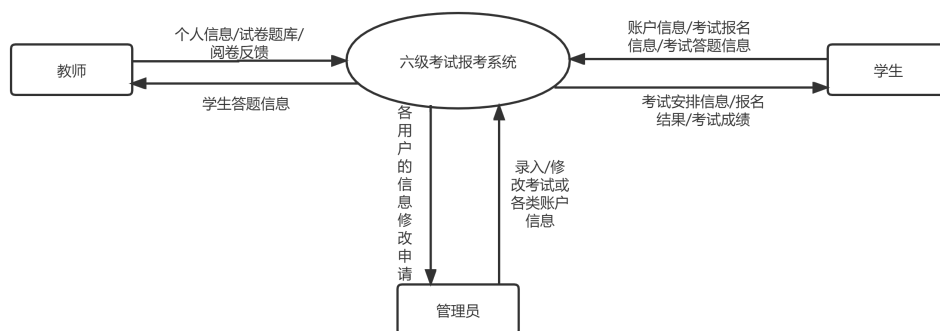 个人信息/试卷题库/
阅卷反馈
教师
学生答题信息
六级考试报考系统
账户信息/考试报名
信息/考试答题信息
学生
考试安排信息/报名
结果/考试成绩
各用户的信息修改申请
录入/修
改考试或
各类账户
信息
管理员